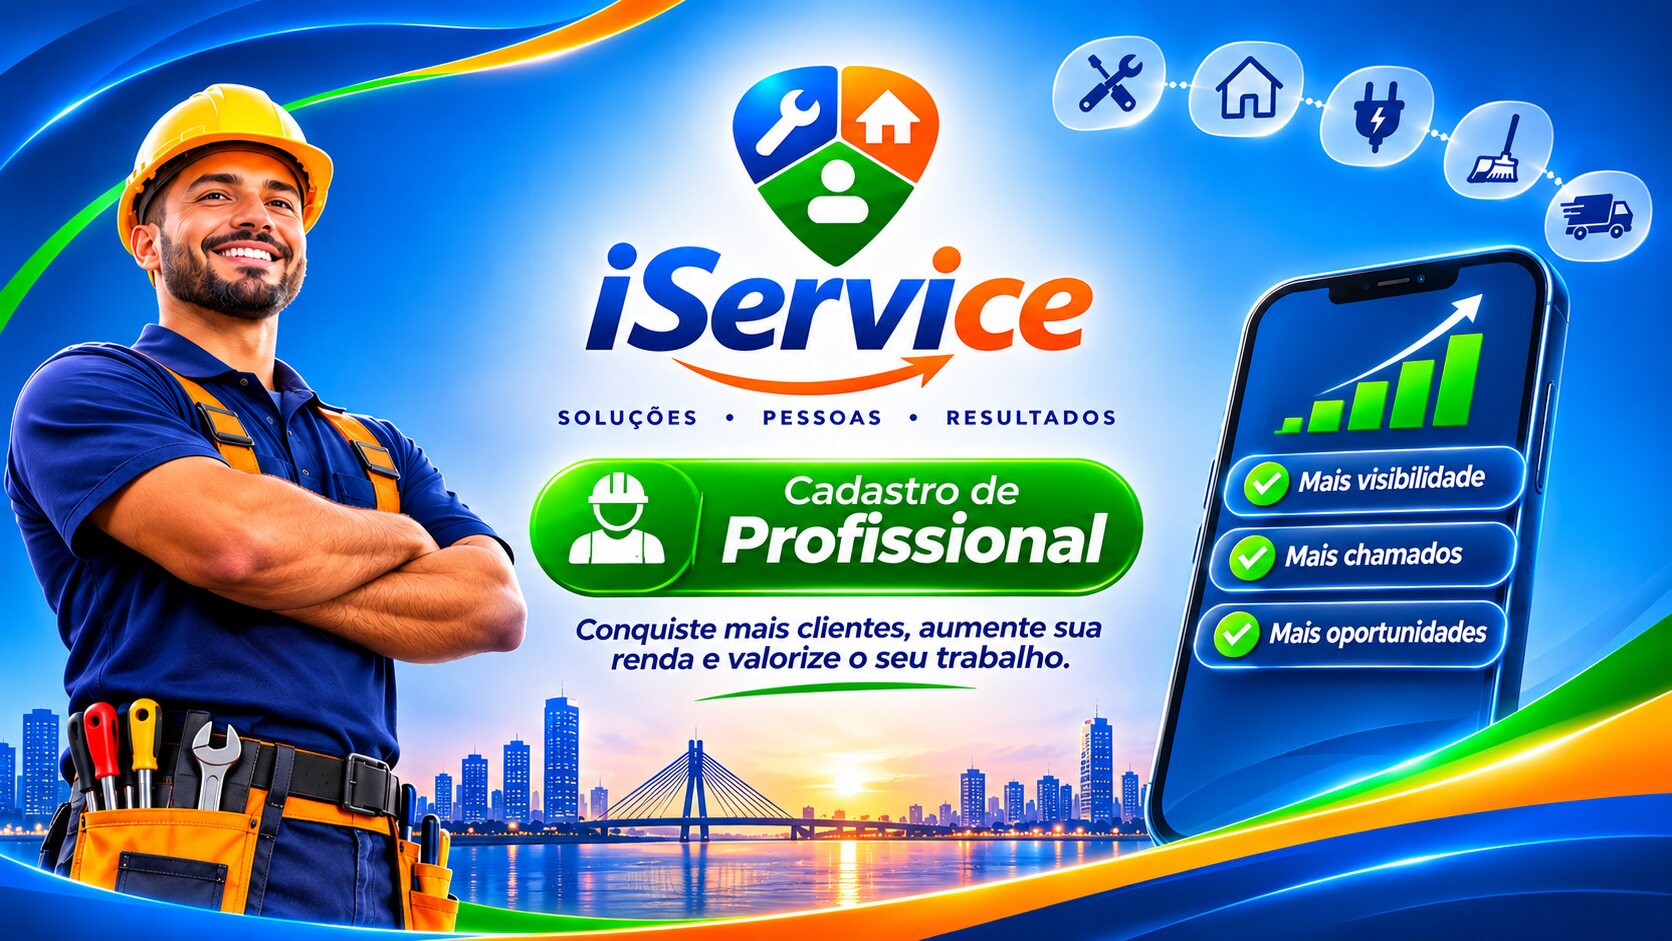 iService
SOLUÇÕES • PESSOAS • RESULTADOS
Cadastro de
Profissional
Conquiste mais clientes, aumente sua
renda e valorize o seu trabalho.
Mais visibilidade
Mais chamados
Mais oportunidades